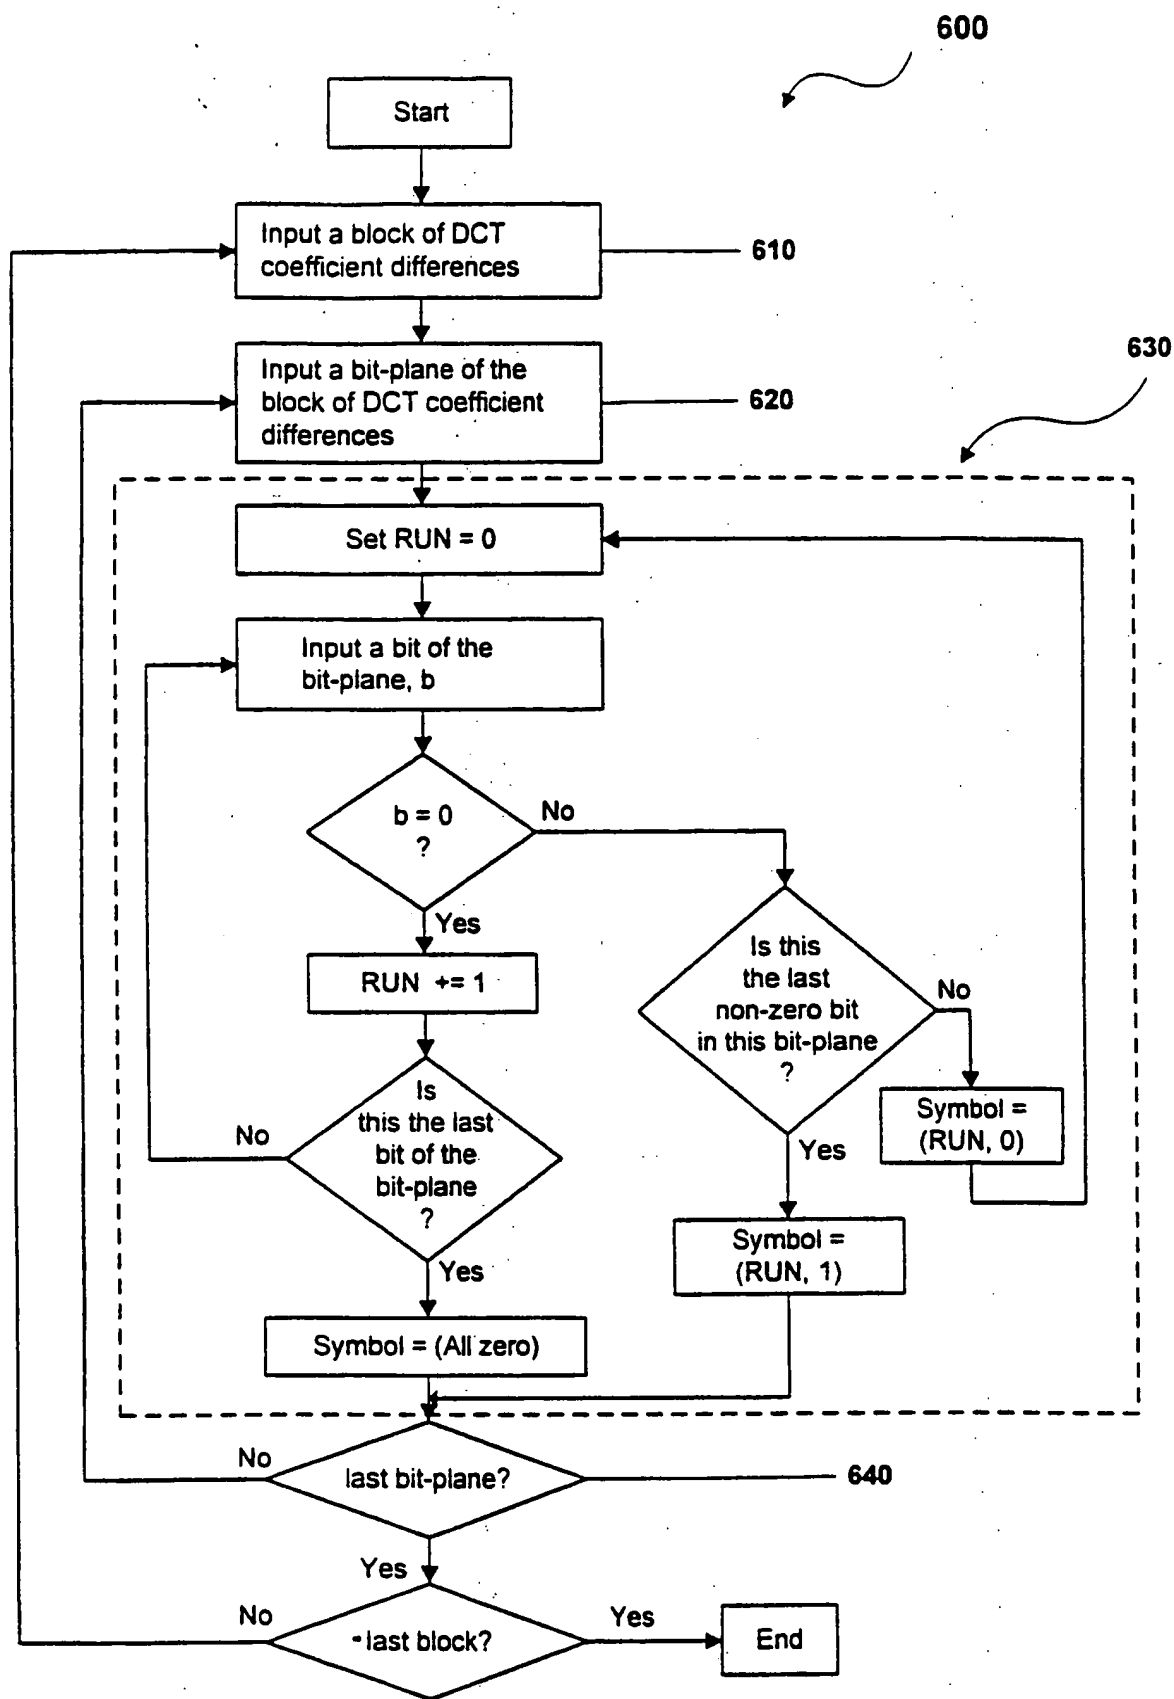 600
Start
Input a block of DCT
coefficient differences
610
Input a bit-plane of the
block of DCT coefficient
differences
620
630
Set RUN = 0
Input a bit of the
bit-plane, b
b = 0
?
No
Yes
RUN += 1
Is this
the last
non-zero bit
in this bit-plane
?
No
Symbol =
(RUN, 0)
Yes
Symbol =
(RUN, 1)
Is
this the last
bit of the
bit-plane
?
No
Yes
Symbol = (All zero)
last bit-plane?
No
640
Yes
last block?
No
Yes
End